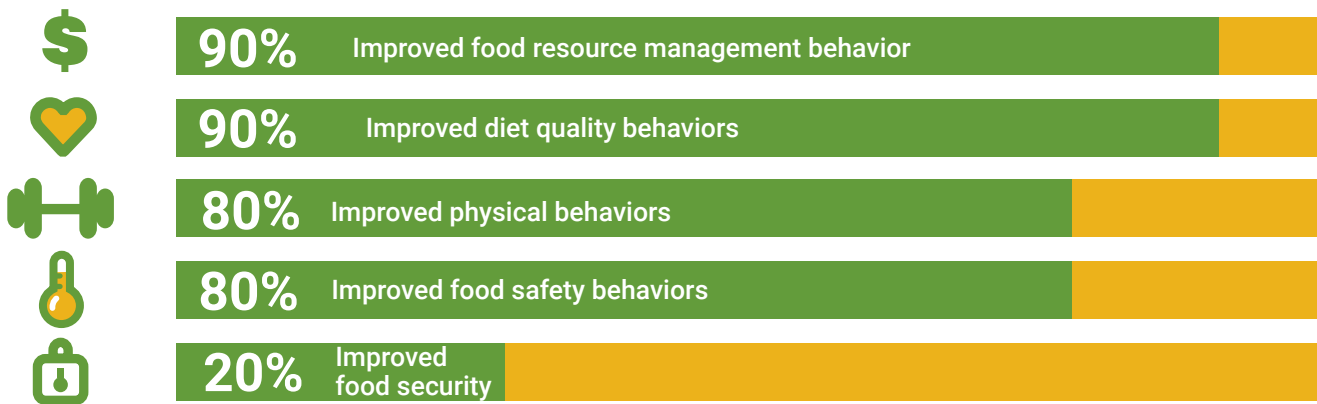 90% Improved food resource management behavior
90% Improved diet quality behaviors
80% Improved physical behaviors
80% Improved food safety behaviors
20% Improved
food security